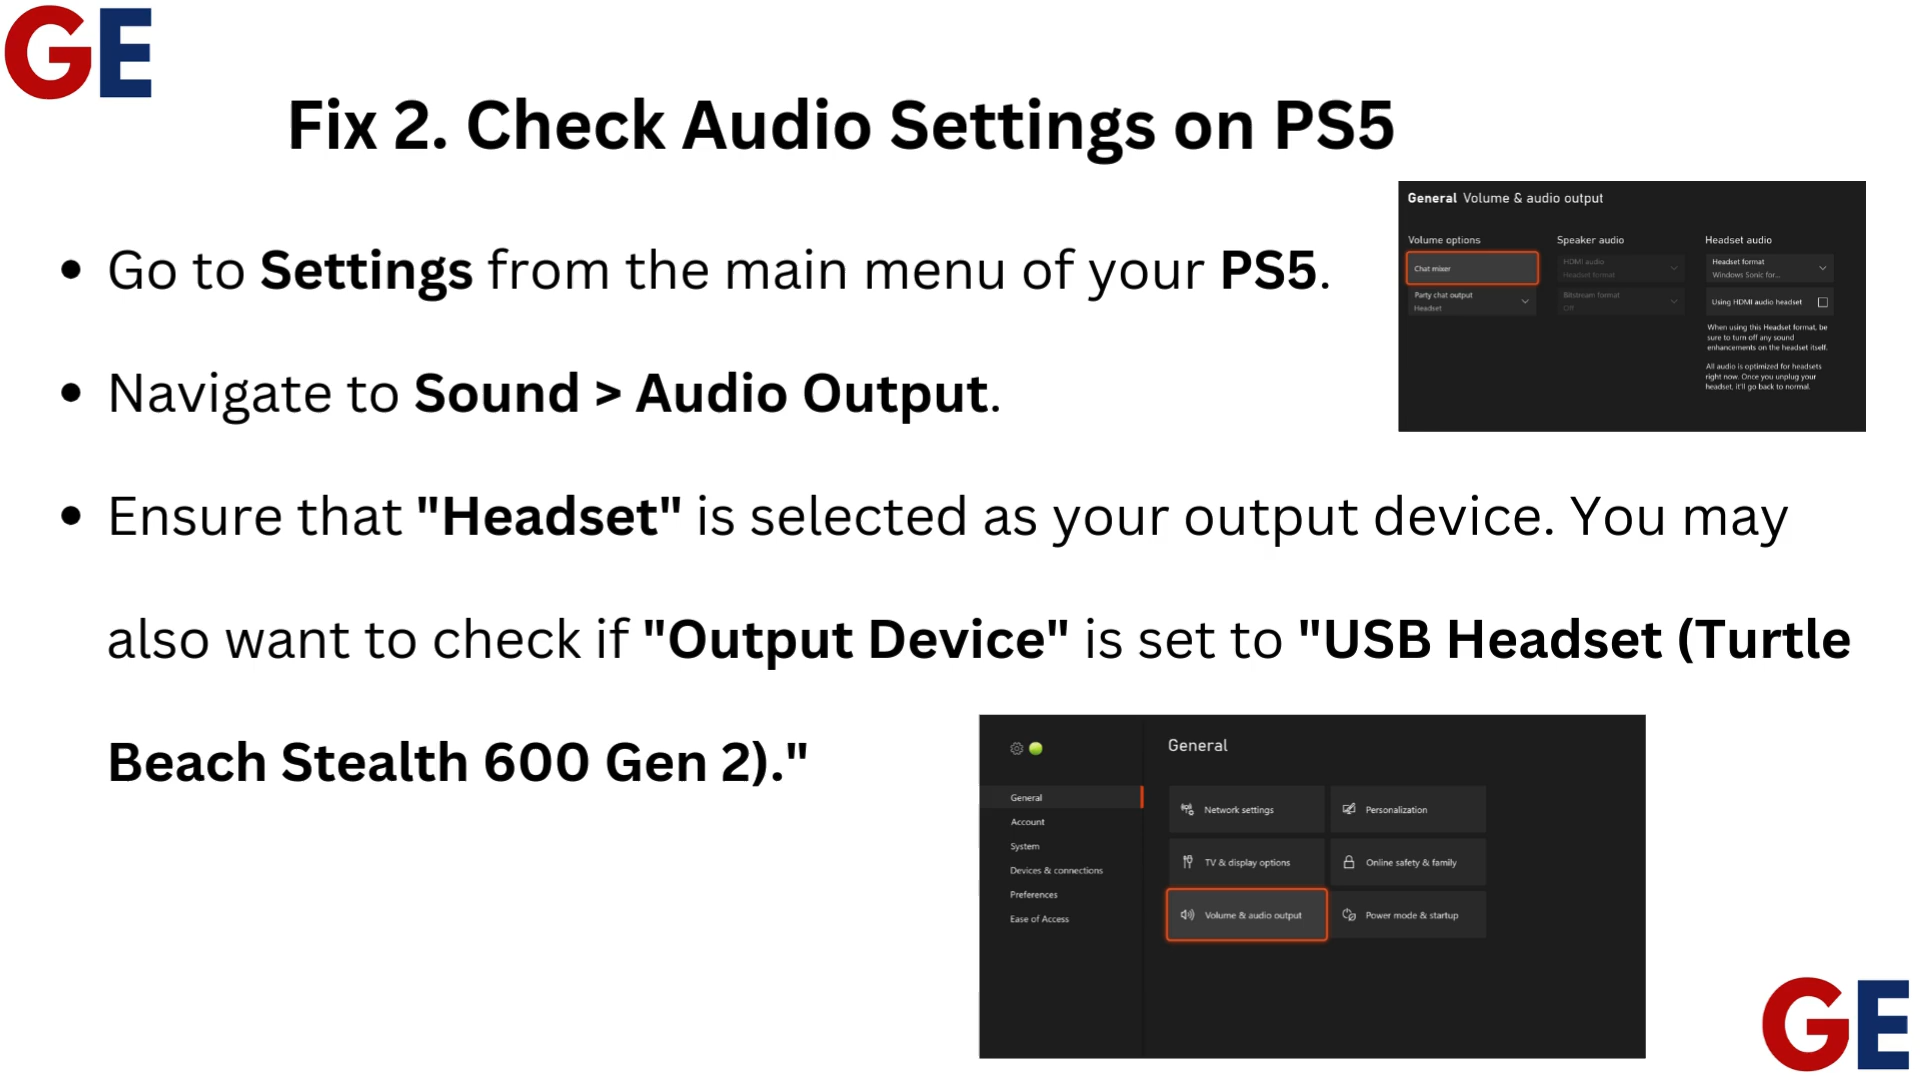 GE
Fix 2. Check Audio Settings on PS5
• Go to Settings from the main menu of your PS5.
• Navigate to Sound > Audio Output.
• Ensure that "Headset" is selected as your output device. You may
also want to check if "Output Device" is set to "USB Headset (Turtle
Beach Stealth 600 Gen 2)."
General Volume & audio output
Volume options
Chat mixer
Party chat output
Headset
Speaker audio
HDMI audio
Headset format
Bitstream format
Off
Headset audio
Headset format
Windows Sonic for...
Using HDMI audio headset
When using this Headset format, be
sure to turn off any sound
enhancements on the headset itself.
All audio is optimized for headsets
right now. Once you unplug your
headset, it'll go back to normal.
General
Account
System
Devices & connections
Preferences
Ease of Access
General
Network settings
Personalization
TV & display options
Online safety & family
Volume & audio output
Power mode & startup
GE